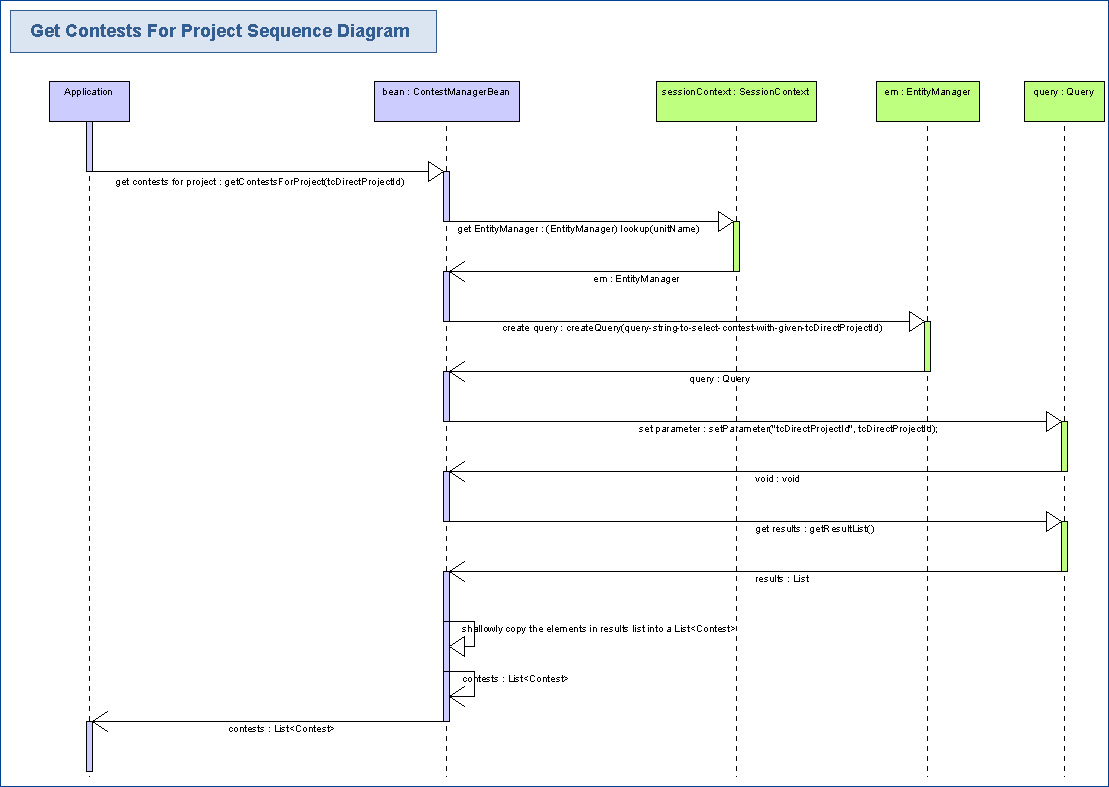 Get Contests For Project Sequence Diagram
Application
bean : ContestManagerBean
sessionContext : SessionContext
em : EntityManager
query : Query
get contests for project : getContestsForProject(tcDirectProjectId)
get EntityManager : (EntityManager) lookup(unitName)
em : EntityManager
create query : createQuery(query-string-to-select-contest-with-given-tcDirectProjectId)
query : Query
set parameter : setParameter("tcDirectProjectId", tcDirectProjectId);
void : void
get results : getResultList()
results : List
shallowly copy the elements in results list into a List<Contest>
contests : List<Contest>
contests : List<Contest>